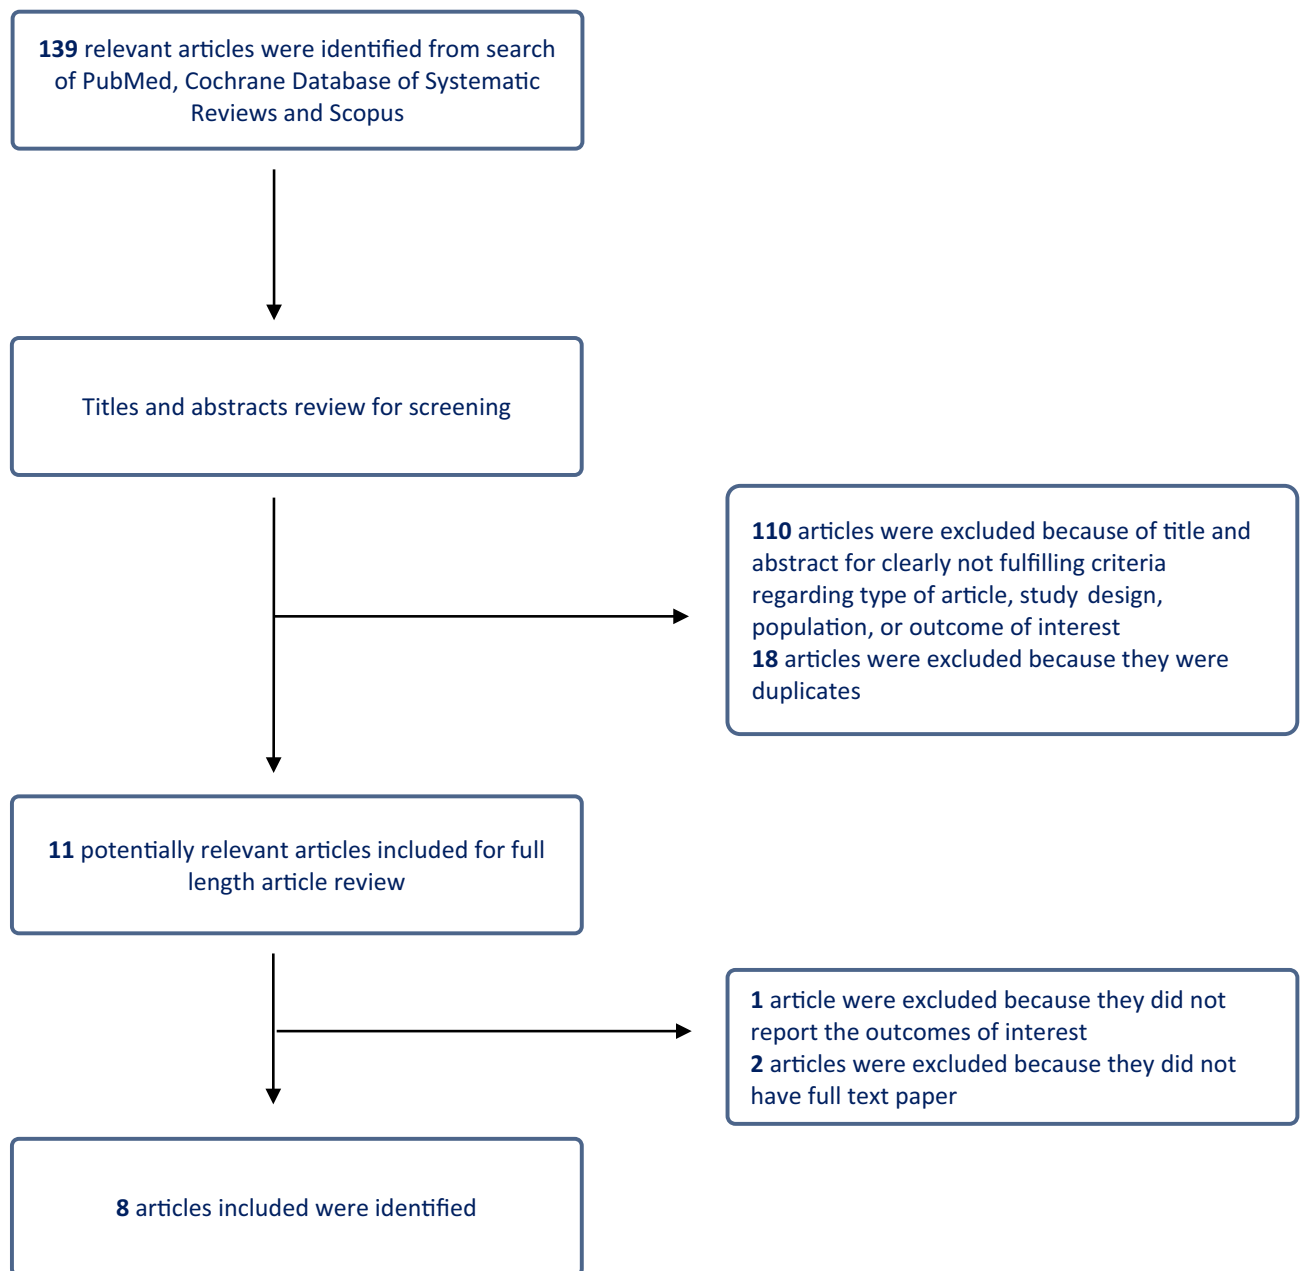 139 relevant articles were identified from search
of PubMed, Cochrane Database of Systematic
Reviews and Scopus
Titles and abstracts review for screening
110 articles were excluded because of title and
abstract for clearly not fulfilling criteria
regarding type of article, study design,
population, or outcome of interest
18 articles were excluded because they were
duplicates
11 potentially relevant articles included for full
length article review
1 article were excluded because they did not
report the outcomes of interest
2 articles were excluded because they did not
have full text paper
8 articles included were identified